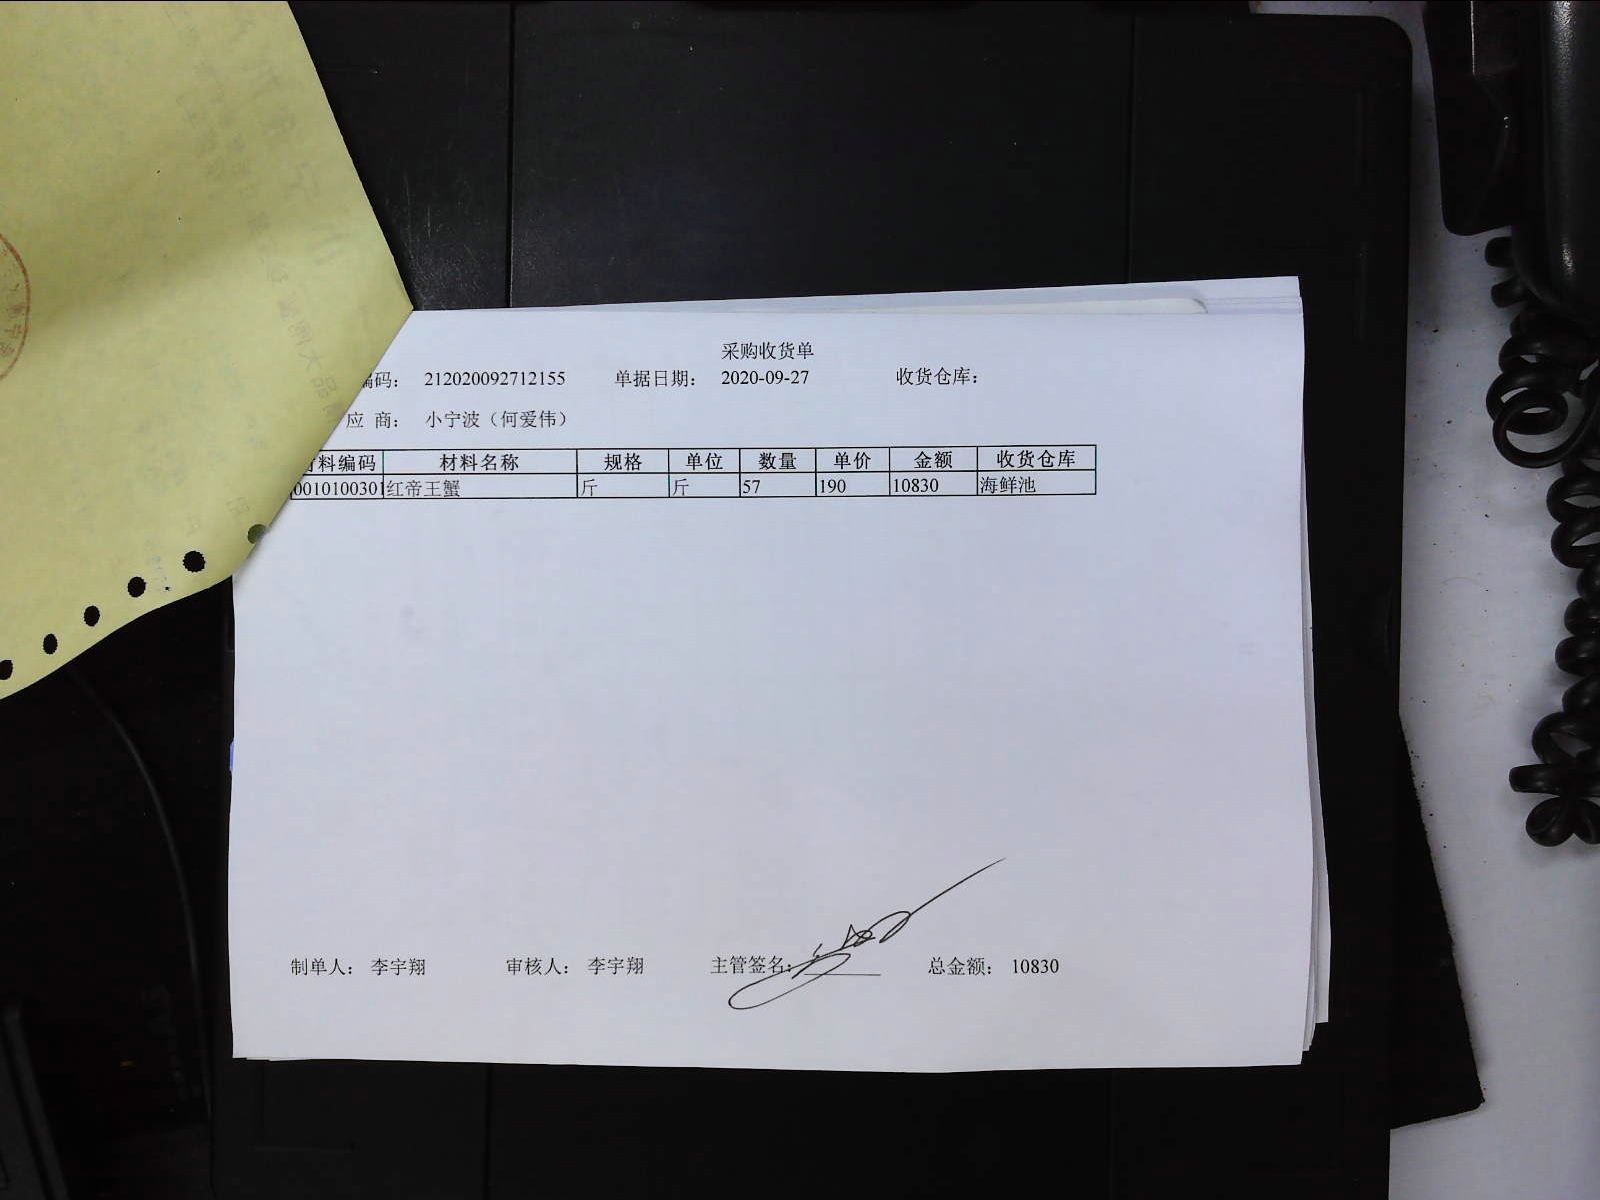 采购收货单
编码： 212020092712155 单据日期： 2020-09-27 收货仓库：
应 商： 小宁波（何爱伟）
材料编码 材料名称 规格 单位 数量 单价 金额 收货仓库
0010100301 红帝王蟹 斤 斤 57 190 10830 海鲜池
制单人： 李宇翔 审核人： 李宇翔 主管签名： 总金额： 10830